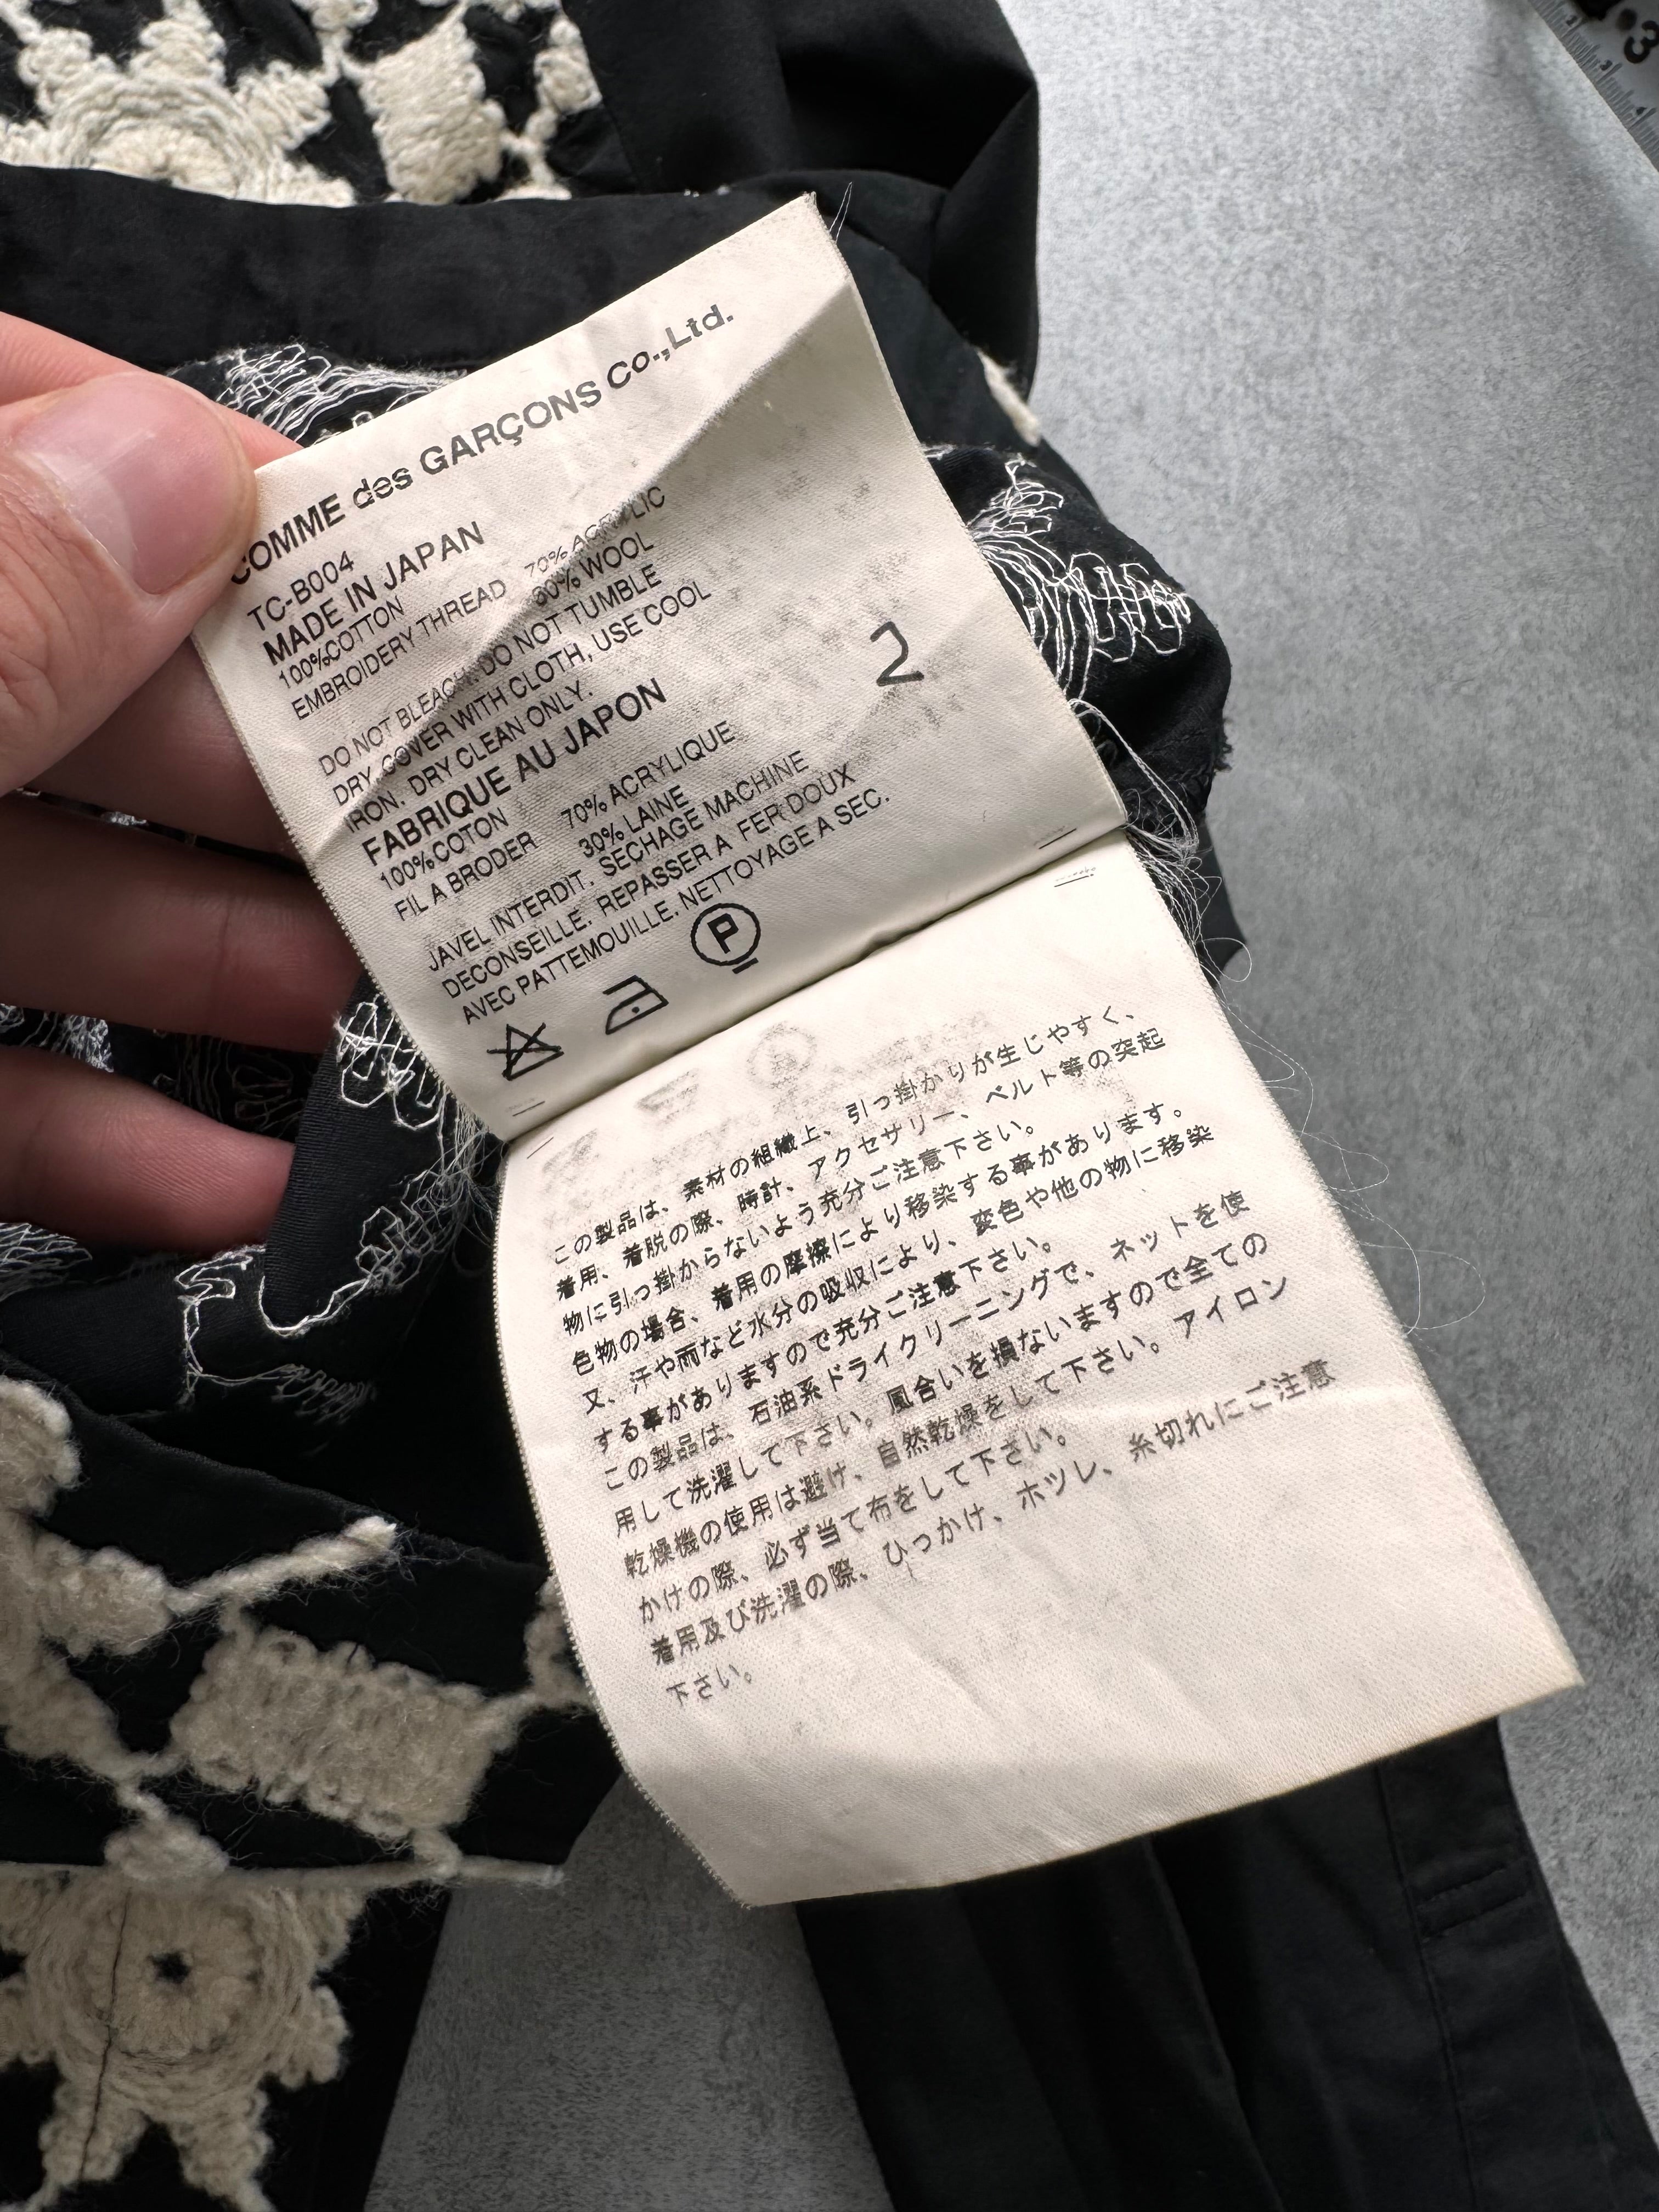 COMME des GARÇONS Co.,Ltd.
TC-B004
MADE IN JAPAN
100%COTTON
EMBROIDERY THREAD 70% ACRYLIC
30% WOOL
DO NOT BLEACH. DO NOT TUMBLE
DRY. COVER WITH CLOTH, USE COOL
IRON. DRY CLEAN ONLY.
FABRIQUE AU JAPON
100%COTON
FIL A BRODER 70% ACRYLIQUE
30% LAINE
JAVEL INTERDIT. SECHAGE MACHINE
DECONSEILLE. REPASSER A FER DOUX
AVEC PATTEMOUILLE. NETTOYAGE A SEC.
2
P
この製品は、素材の組織上、引っ掛かりが生じやすく、
着用、着脱の際、時計、アクセサリー、ベルト等の突起
物に引っ掛からないよう充分ご注意下さい。
色物の場合、着用の摩擦により移染する事があります。
又、汗や雨など水分の吸収により、変色や他の物に移染
する事がありますので充分ご注意下さい。
この製品は、石油系ドライクリーニングで、ネットを使
用して洗濯して下さい。風合いを損ないますので全ての
乾燥機の使用は避け、自然乾燥をして下さい。アイロン
かけの際、必ず当て布をして下さい。
着用及び洗濯の際、ひっかけ、ホツレ、糸切れにご注意
下さい。
3